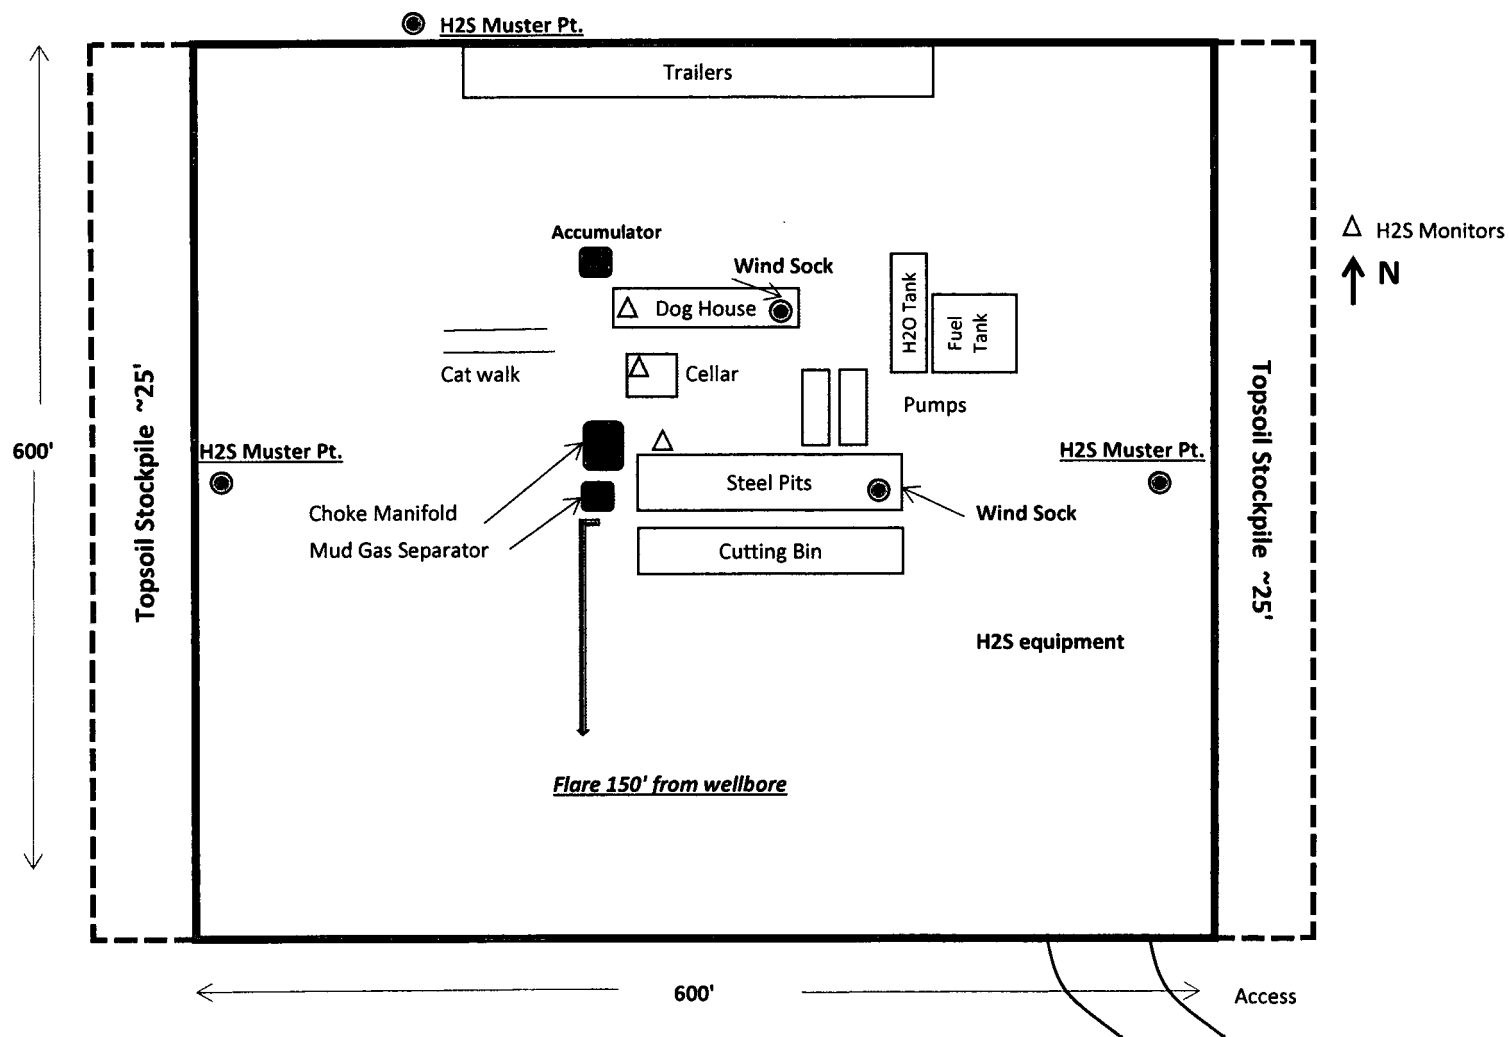 H2S Muster Pt.
Trailers
Accumulator
Wind Sock
Dog House
H2O Tank
Fuel
Tank
H2S Monitors
N
Cat walk
Cellar
Pumps
600'
Topsoil Stockpile ~25'
H2S Muster Pt.
H2S Muster Pt.
Topsoil Stockpile ~25'
Steel Pits
Choke Manifold
Wind Sock
Mud Gas Separator
Cutting Bin
H2S equipment
Flare 150' from wellbore
600'
Access